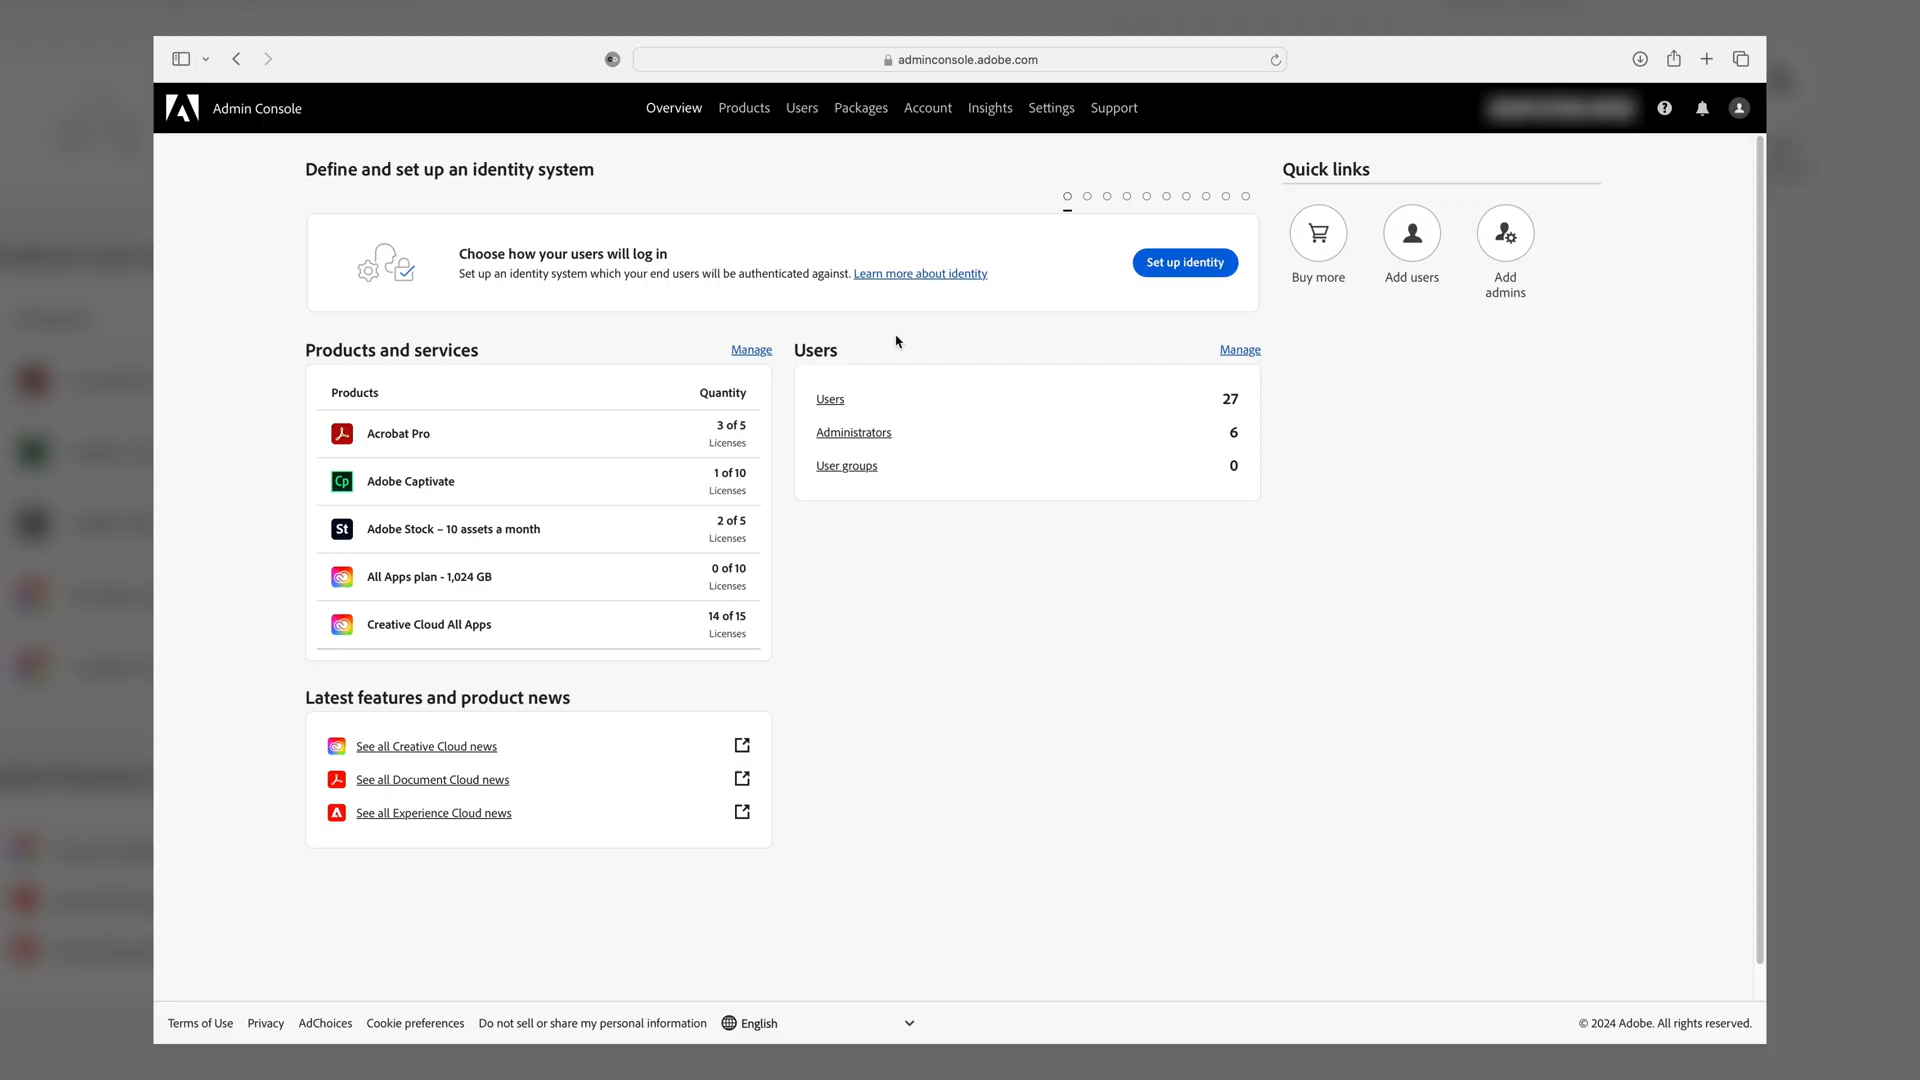 adminconsole.adobe.com
Admin Console
Overview Products Users Packages Account Insights Settings Support
Define and set up an identity system
Choose how your users will log in
Set up an identity system which your end users will be authenticated against. Learn more about identity
Set up identity
Quick links
Buy more
Add users
Add
admins
Products and services
Manage
Products Quantity
Acrobat Pro
3 of 5
Licenses
Cp
Adobe Captivate
1 of 10
Licenses
St
Adobe Stock – 10 assets a month
2 of 5
Licenses
All Apps plan - 1,024 GB
0 of 10
Licenses
Creative Cloud All Apps
14 of 15
Licenses
Users
Manage
Users 27
Administrators 6
User groups 0
Latest features and product news
See all Creative Cloud news
See all Document Cloud news
See all Experience Cloud news
Terms of Use Privacy AdChoices Cookie preferences Do not sell or share my personal information English
© 2024 Adobe. All rights reserved.